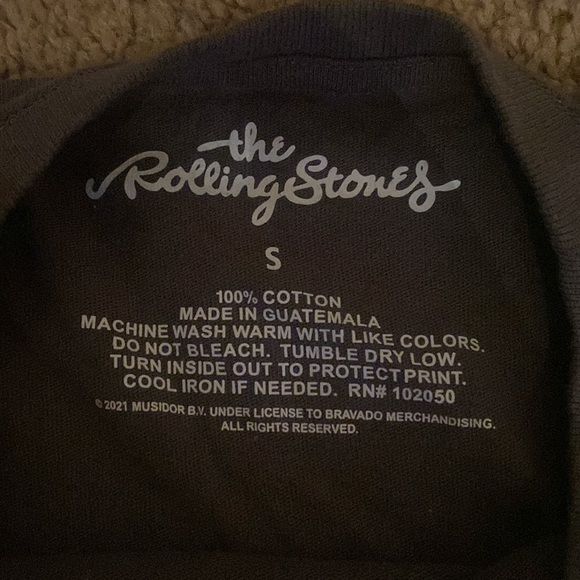 the
Rolling Stones
S
100% COTTON
MADE IN GUATEMALA
MACHINE WASH WARM WITH LIKE COLORS.
DO NOT BLEACH. TUMBLE DRY LOW.
TURN INSIDE OUT TO PROTECT PRINT.
COOL IRON IF NEEDED. RN# 102050
©2021 MUSIDOR B.V. UNDER LICENSE TO BRAVADO MERCHANDISING.
ALL RIGHTS RESERVED.